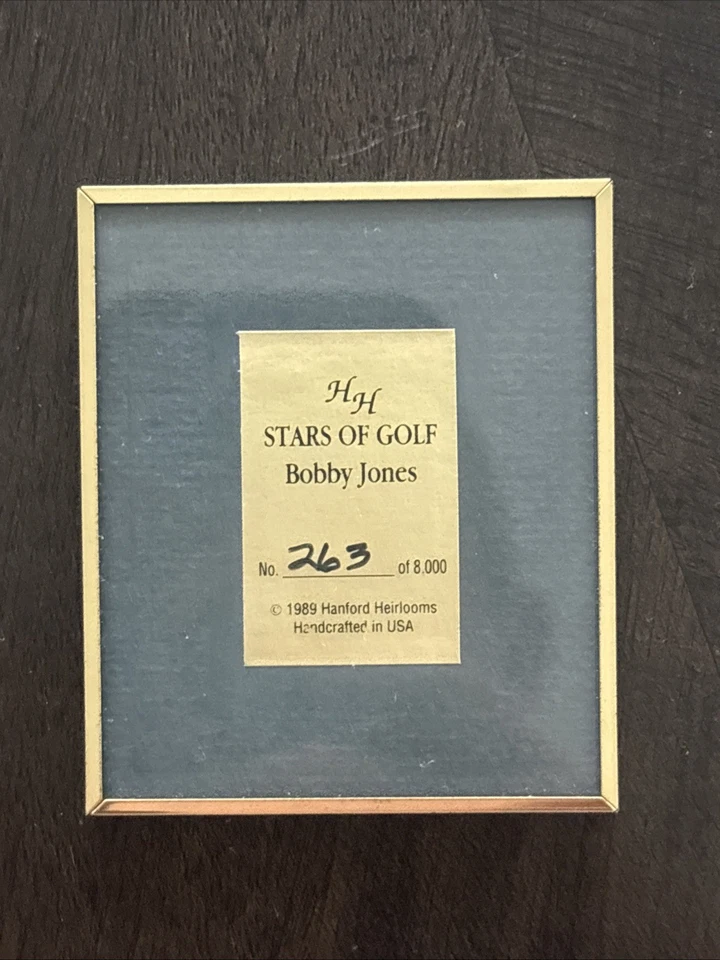 HH
STARS OF GOLF
Bobby Jones
No. 263 of 8,000
© 1989 Hanford Heirlooms
Handcrafted in USA